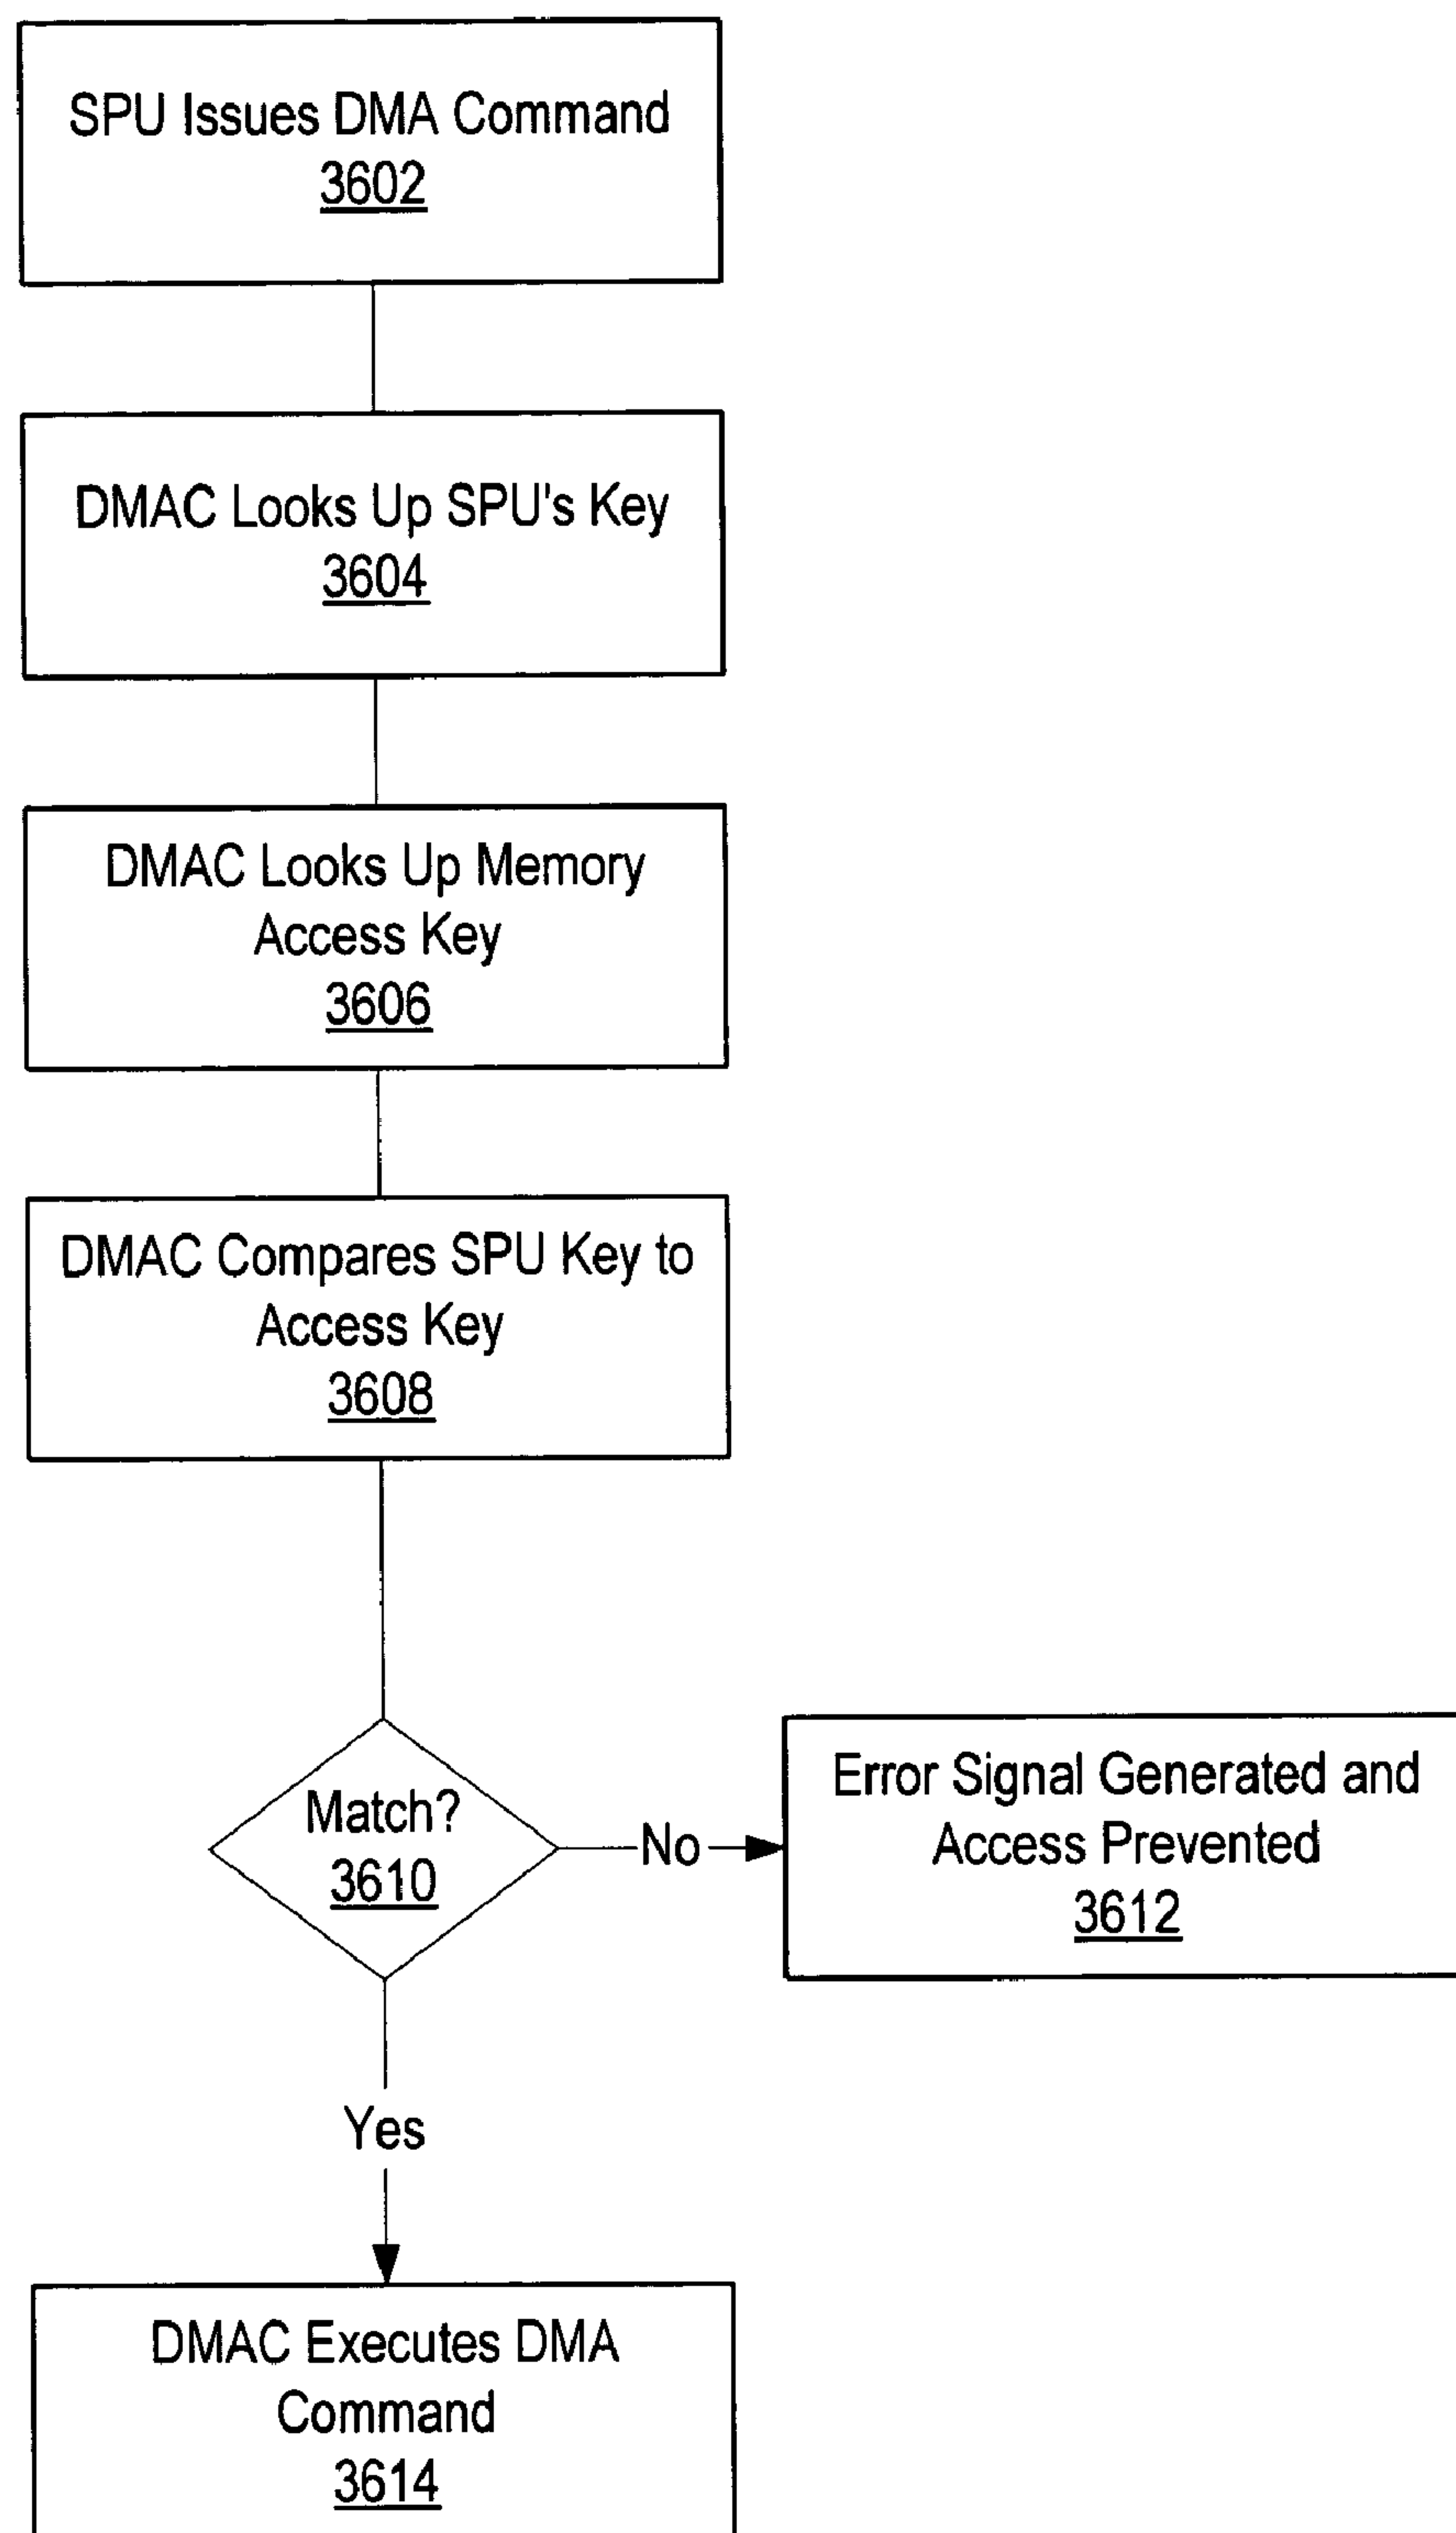 SPU Issues DMA Command
3602
DMAC Looks Up SPU's Key
3604
DMAC Looks Up Memory
Access Key
3606
DMAC Compares SPU Key to
Access Key
3608
Match?
3610
No
Error Signal Generated and
Access Prevented
3612
Yes
DMAC Executes DMA
Command
3614